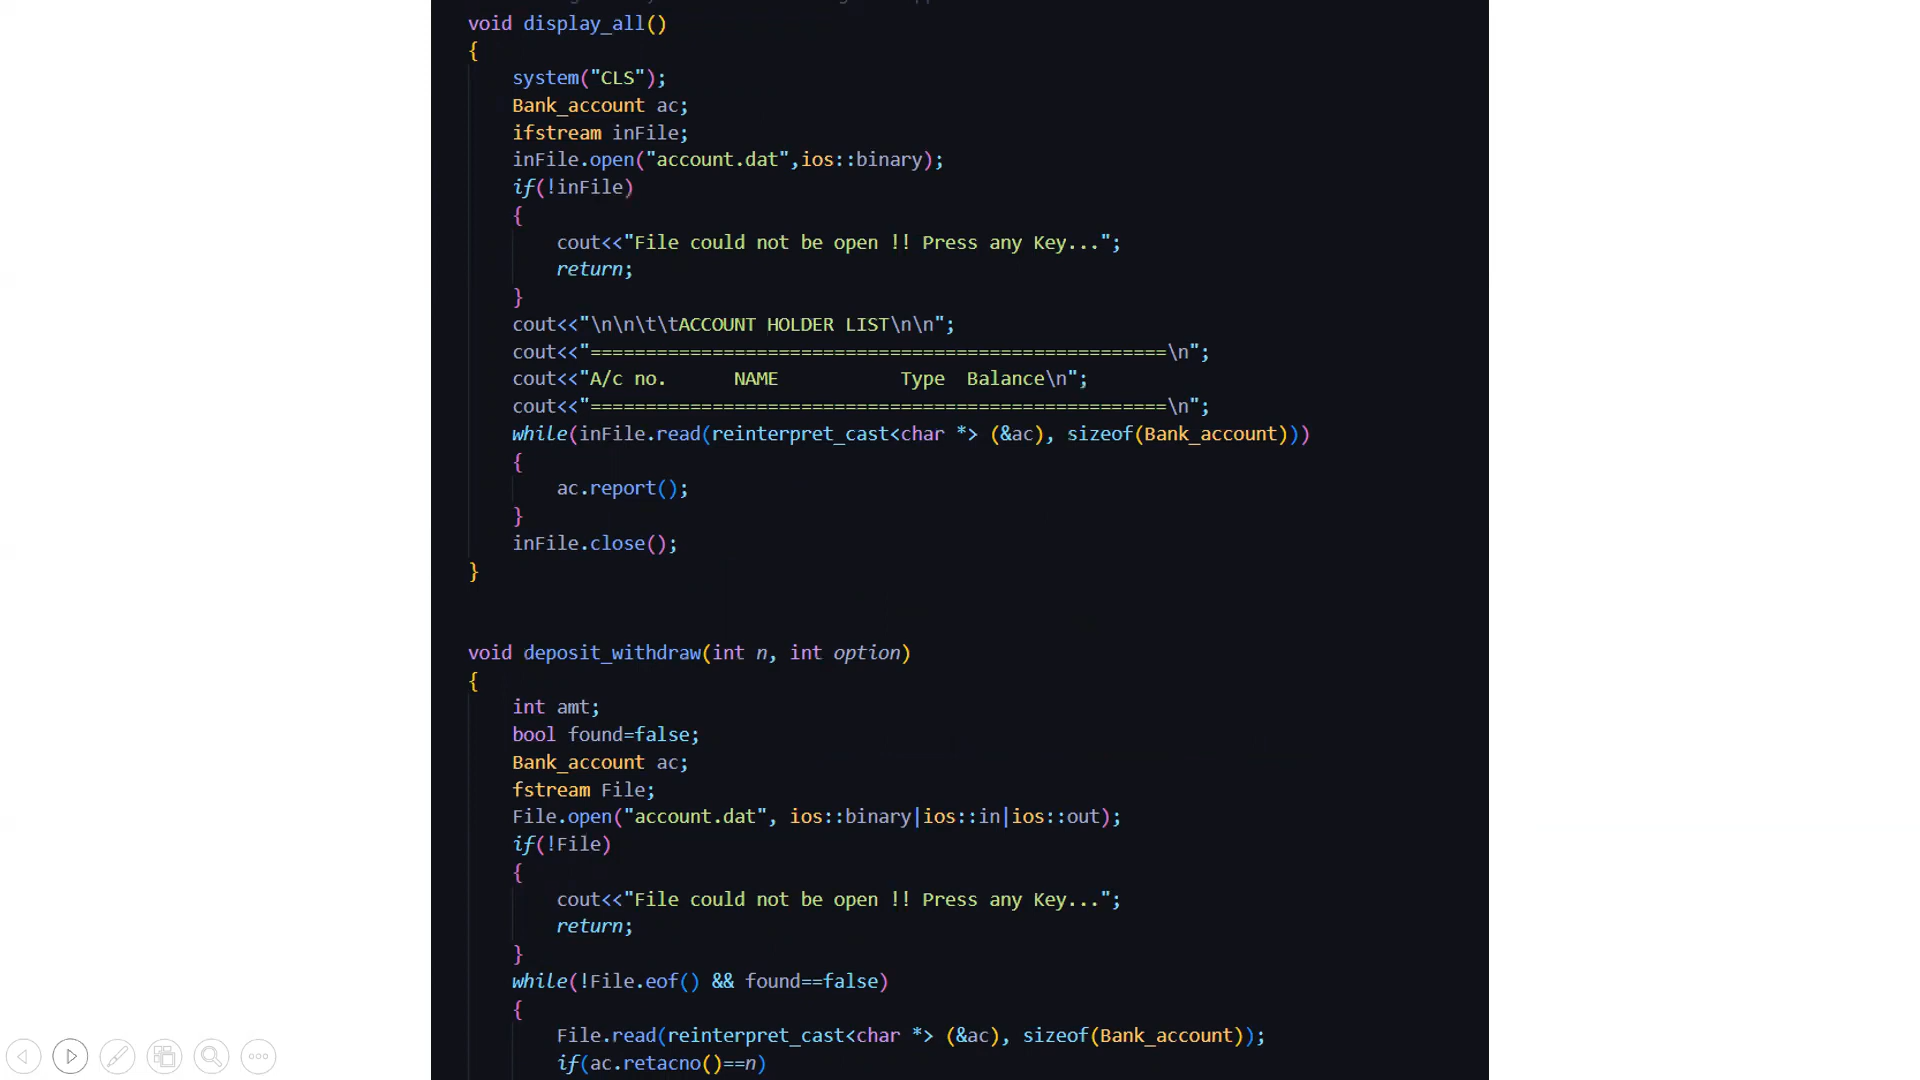 void display_all()
{
    system("CLS");
    Bank_account ac;
    ifstream inFile;
    inFile.open("account.dat",ios::binary);
    if(!inFile)
    {
        cout<<"File could not be open !! Press any Key...";
        return;
    }
    cout<<"\n\n\t\tACCOUNT HOLDER LIST\n\n";
    cout<<"====================================================\n";
    cout<<"A/c no.      NAME           Type  Balance\n";
    cout<<"====================================================\n";
    while(inFile.read(reinterpret_cast<char *> (&ac), sizeof(Bank_account)))
    {
        ac.report();
    }
    inFile.close();
}
void deposit_withdraw(int n, int option)
{
    int amt;
    bool found=false;
    Bank_account ac;
    fstream File;
    File.open("account.dat", ios::binary|ios::in|ios::out);
    if(!File)
    {
        cout<<"File could not be open !! Press any Key...";
        return;
    }
    while(!File.eof() && found==false)
    {
        File.read(reinterpret_cast<char *> (&ac), sizeof(Bank_account));
        if(ac.retacno()==n)